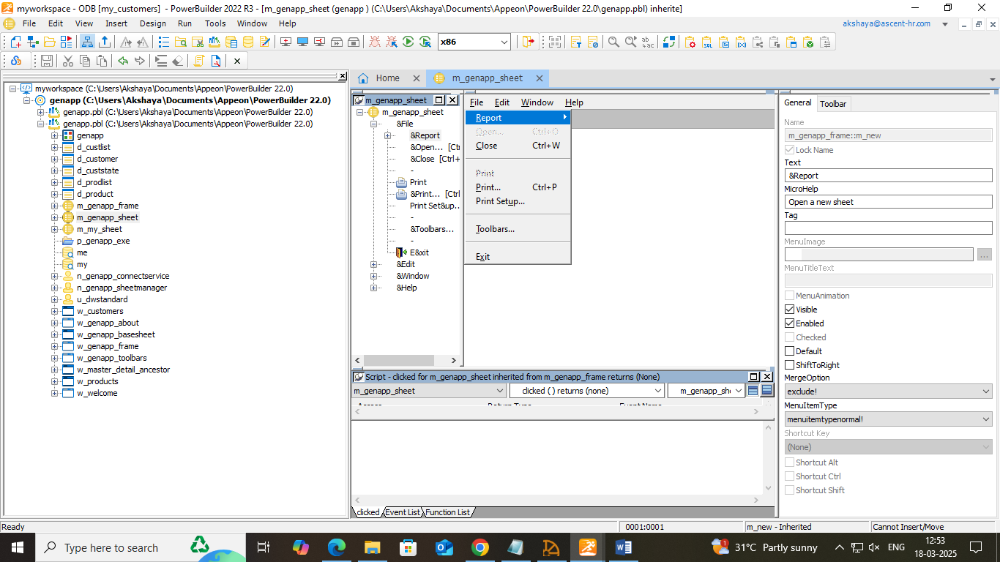 myworkspace - ODB [my_customers]  - PowerBuilder 2022 R3 - [m_genapp_sheet (genapp ) (C:\Users\Akshaya\Documents\Appeon\PowerBuilder 22.0\genapp.pbl) inherite]
File Edit View Insert Design Run Tools Window Help
akshaya@ascent-hr.com
x86
Home
m_genapp_sheet
myworkspace (C:\Users\Akshaya\Documents\Appeon\PowerBuilder 22.0)
genapp (C:\Users\Akshaya\Documents\Appeon\PowerBuilder 22.0)
genapp.pbl (C:\Users\Akshaya\Documents\Appeon\PowerBuilder 22.0)
genapp.pbl (C:\Users\Akshaya\Documents\Appeon\PowerBuilder 22.0)
genapp
d_custlist
d_customer
d_custstate
d_prodlist
d_product
m_genapp_frame
m_genapp_sheet
m_my_sheet
p_genapp_exe
me
my
n_genapp_connectservice
n_genapp_sheetmanager
u_dwstandard
w_customers
w_genapp_about
w_genapp_basesheet
w_genapp_frame
w_genapp_toolbars
w_master_detail_ancestor
w_products
w_welcome
m_genapp_sheet
m_genapp_sheet
&File
&Report
&Open... [Ctr
&Close [Ctrl+
-
Print
&Print... [Ctrl
Print Set&up...
-
&Toolbars...
-
E&xit
&Edit
&Window
&Help
File Edit Window Help
Report
Open... Ctrl+O
Close Ctrl+W
Print
Print... Ctrl+P
Print Setup...
Toolbars...
Exit
Script - clicked for m_genapp_sheet inherited from m_genapp_frame returns (None)
m_genapp_sheet
clicked ( ) returns (none)
m_genapp_sh
Access Return Type Event Name
clicked Event List Function List
General Toolbar
Name
m_genapp_frame::m_new
Lock Name
Text
&Report
MicroHelp
Open a new sheet
Tag
MenuImage
...
MenuTitleText
MenuAnimation
Visible
Enabled
Checked
Default
ShiftToRight
MergeOption
exclude!
MenuItemType
menuitemtypenormal!
Shortcut Key
(None)
Shortcut Alt
Shortcut Ctrl
Shortcut Shift
Ready
0001:0001
m_new - Inherited
Cannot Insert/Move
Type here to search
31°C Partly sunny
ENG
12:53
18-03-2025